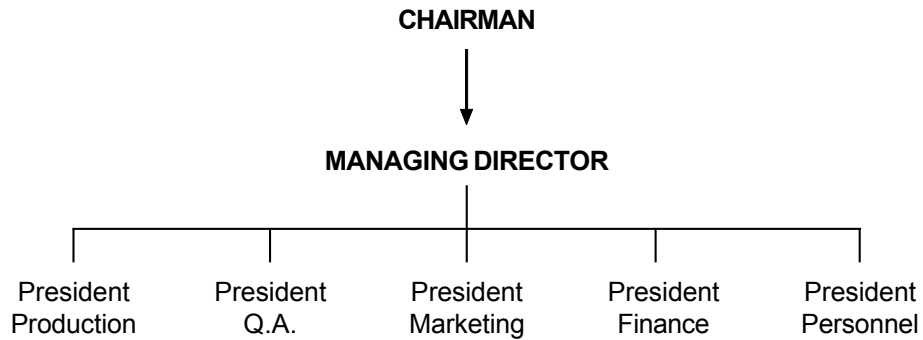 CHAIRMAN
MANAGING DIRECTOR
President President President President President
Production Q.A. Marketing Finance Personnel